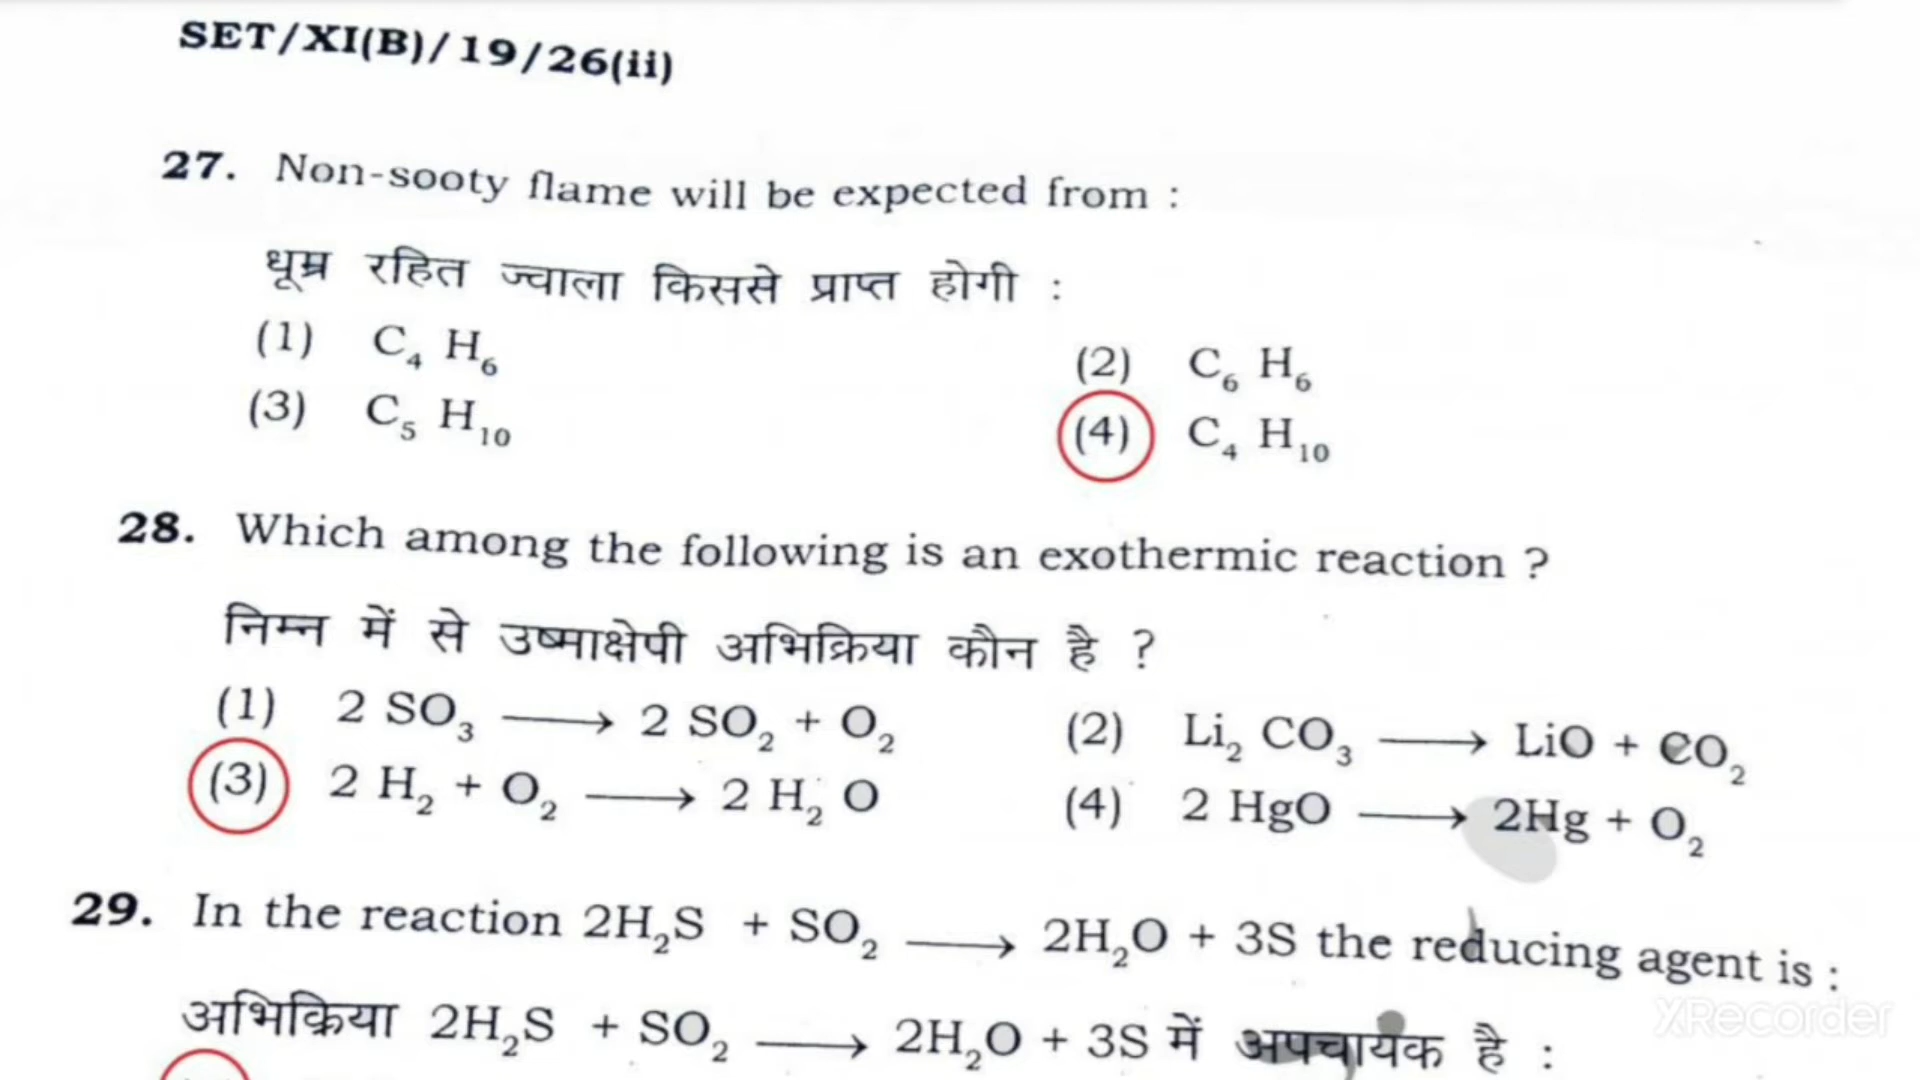 SET/XI(B)/19/26(ii)
27. Non-sooty flame will be expected from :
धूम्र रहित ज्वाला किससे प्राप्त होगी :
(1) C₄ H₆ (2) C₆ H₆
(3) C₅ H₁₀ (4) C₄ H₁₀
28. Which among the following is an exothermic reaction ?
निम्न में से उष्माक्षेपी अभिक्रिया कौन है ?
(1) 2 SO₃ ⟶ 2 SO₂ + O₂ (2) Li₂ CO₃ ⟶ LiO + CO₂
(3) 2 H₂ + O₂ ⟶ 2 H₂ O (4) 2 HgO ⟶ 2Hg + O₂
29. In the reaction 2H₂S + SO₂ ⟶ 2H₂O + 3S the reducing agent is :
अभिक्रिया 2H₂S + SO₂ ⟶ 2H₂O + 3S में अपचायक है :
XRecorder